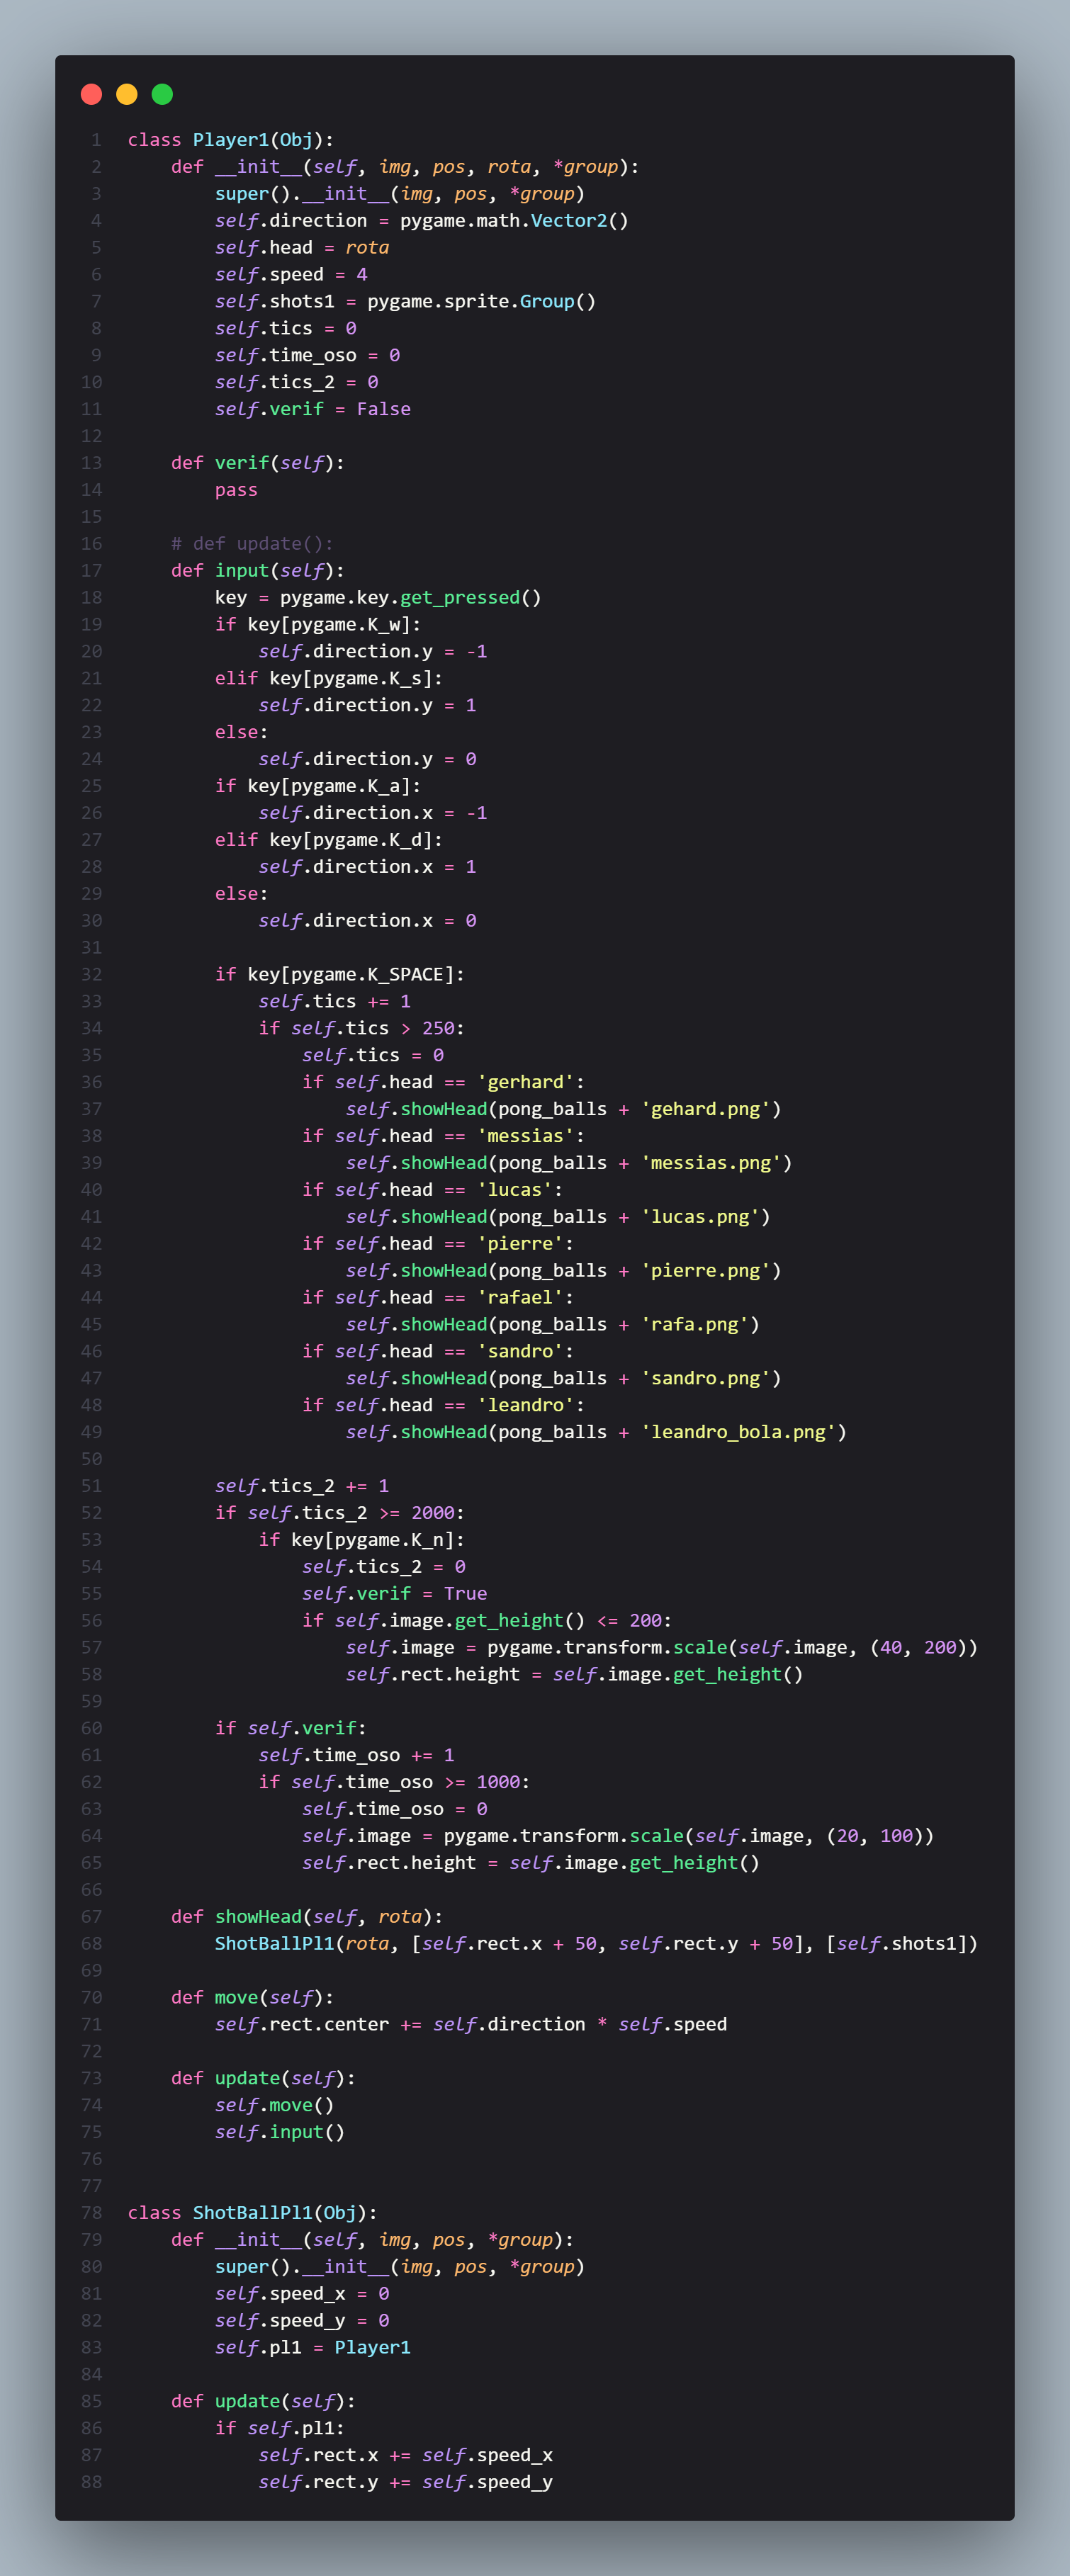 1 class Player1(Obj):
2     def __init__(self, img, pos, rota, *group):
3         super().__init__(img, pos, *group)
4         self.direction = pygame.math.Vector2()
5         self.head = rota
6         self.speed = 4
7         self.shots1 = pygame.sprite.Group()
8         self.tics = 0
9         self.time_oso = 0
10         self.tics_2 = 0
11         self.verif = False
12
13     def verif(self):
14         pass
15
16     # def update():
17     def input(self):
18         key = pygame.key.get_pressed()
19         if key[pygame.K_w]:
20             self.direction.y = -1
21         elif key[pygame.K_s]:
22             self.direction.y = 1
23         else:
24             self.direction.y = 0
25         if key[pygame.K_a]:
26             self.direction.x = -1
27         elif key[pygame.K_d]:
28             self.direction.x = 1
29         else:
30             self.direction.x = 0
31
32         if key[pygame.K_SPACE]:
33             self.tics += 1
34             if self.tics > 250:
35                 self.tics = 0
36                 if self.head == 'gerhard':
37                     self.showHead(pong_balls + 'gehard.png')
38                 if self.head == 'messias':
39                     self.showHead(pong_balls + 'messias.png')
40                 if self.head == 'lucas':
41                     self.showHead(pong_balls + 'lucas.png')
42                 if self.head == 'pierre':
43                     self.showHead(pong_balls + 'pierre.png')
44                 if self.head == 'rafael':
45                     self.showHead(pong_balls + 'rafa.png')
46                 if self.head == 'sandro':
47                     self.showHead(pong_balls + 'sandro.png')
48                 if self.head == 'leandro':
49                     self.showHead(pong_balls + 'leandro_bola.png')
50
51         self.tics_2 += 1
52         if self.tics_2 >= 2000:
53             if key[pygame.K_n]:
54                 self.tics_2 = 0
55                 self.verif = True
56                 if self.image.get_height() <= 200:
57                     self.image = pygame.transform.scale(self.image, (40, 200))
58                     self.rect.height = self.image.get_height()
59
60         if self.verif:
61             self.time_oso += 1
62             if self.time_oso >= 1000:
63                 self.time_oso = 0
64                 self.image = pygame.transform.scale(self.image, (20, 100))
65                 self.rect.height = self.image.get_height()
66
67     def showHead(self, rota):
68         ShotBallPl1(rota, [self.rect.x + 50, self.rect.y + 50], [self.shots1])
69
70     def move(self):
71         self.rect.center += self.direction * self.speed
72
73     def update(self):
74         self.move()
75         self.input()
76
77
78 class ShotBallPl1(Obj):
79     def __init__(self, img, pos, *group):
80         super().__init__(img, pos, *group)
81         self.speed_x = 0
82         self.speed_y = 0
83         self.pl1 = Player1
84
85     def update(self):
86         if self.pl1:
87             self.rect.x += self.speed_x
88             self.rect.y += self.speed_y